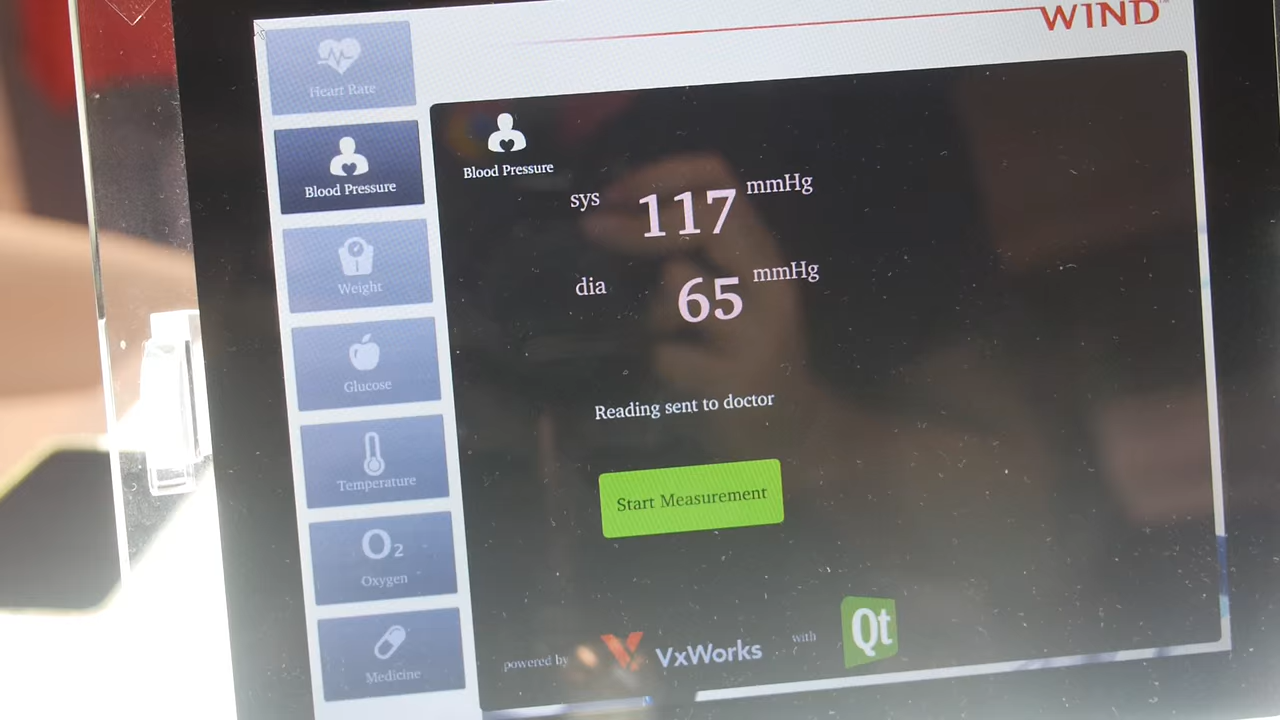 WIND™
Heart Rate
Blood Pressure
Weight
Glucose
Temperature
O2
Oxygen
Medicine
Blood Pressure
sys 117 mmHg
dia 65 mmHg
Reading sent to doctor
Start Measurement
powered by VxWorks with Qt